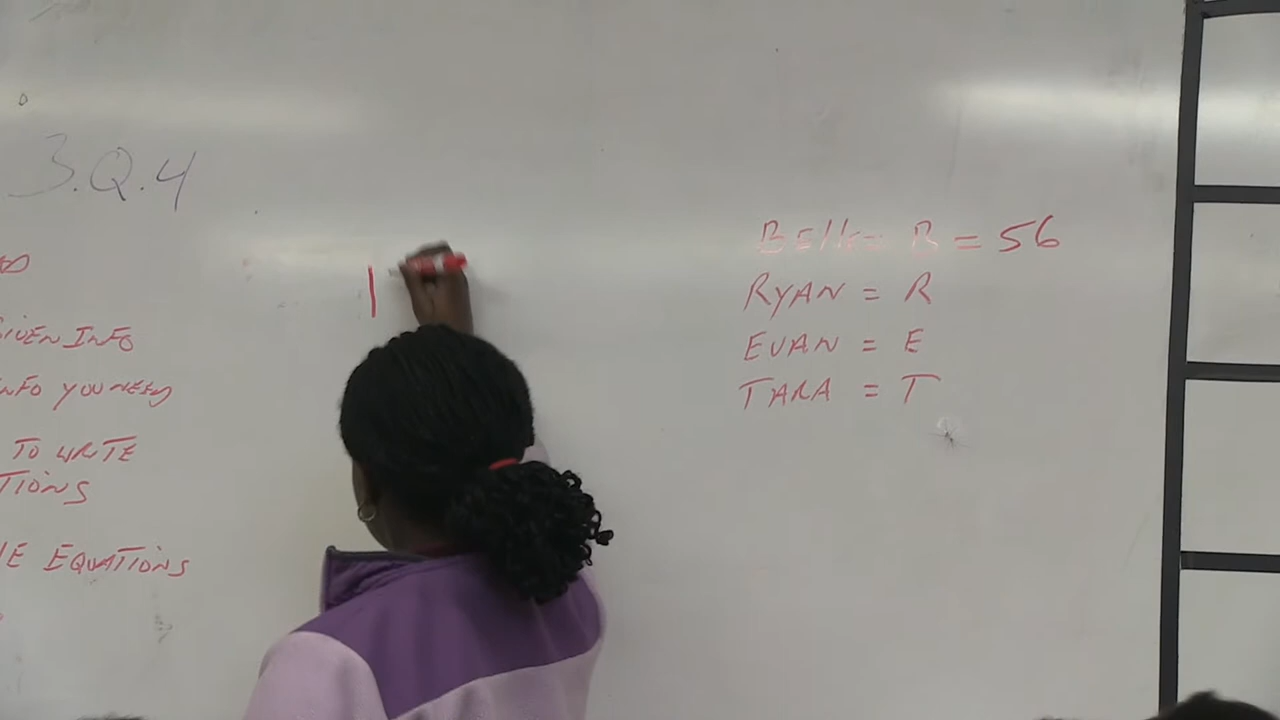 3.Q.4
GIVEN INFO
INFO YOU NEED
TO WRITE
TIONS
EQUATIONS
BELLE = B = 56
RYAN = R
EVAN = E
TARA = T